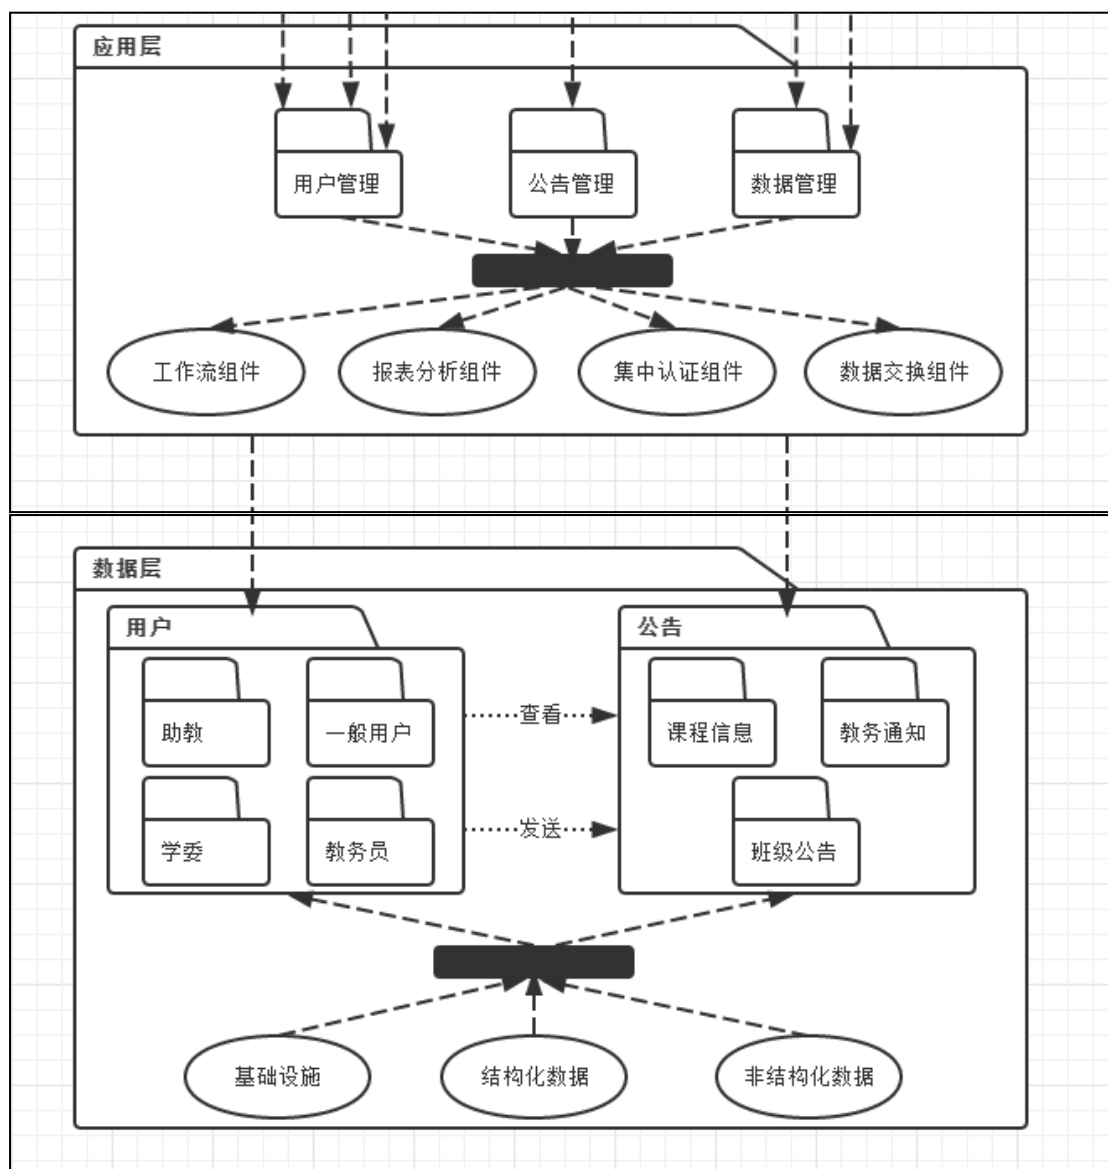 应用层
用户管理
公告管理
数据管理
工作流组件
报表分析组件
集中认证组件
数据交换组件
数据层
用户
公告
助教
一般用户
查看
课程信息
教务通知
学委
教务员
发送
班级公告
基础设施
结构化数据
非结构化数据